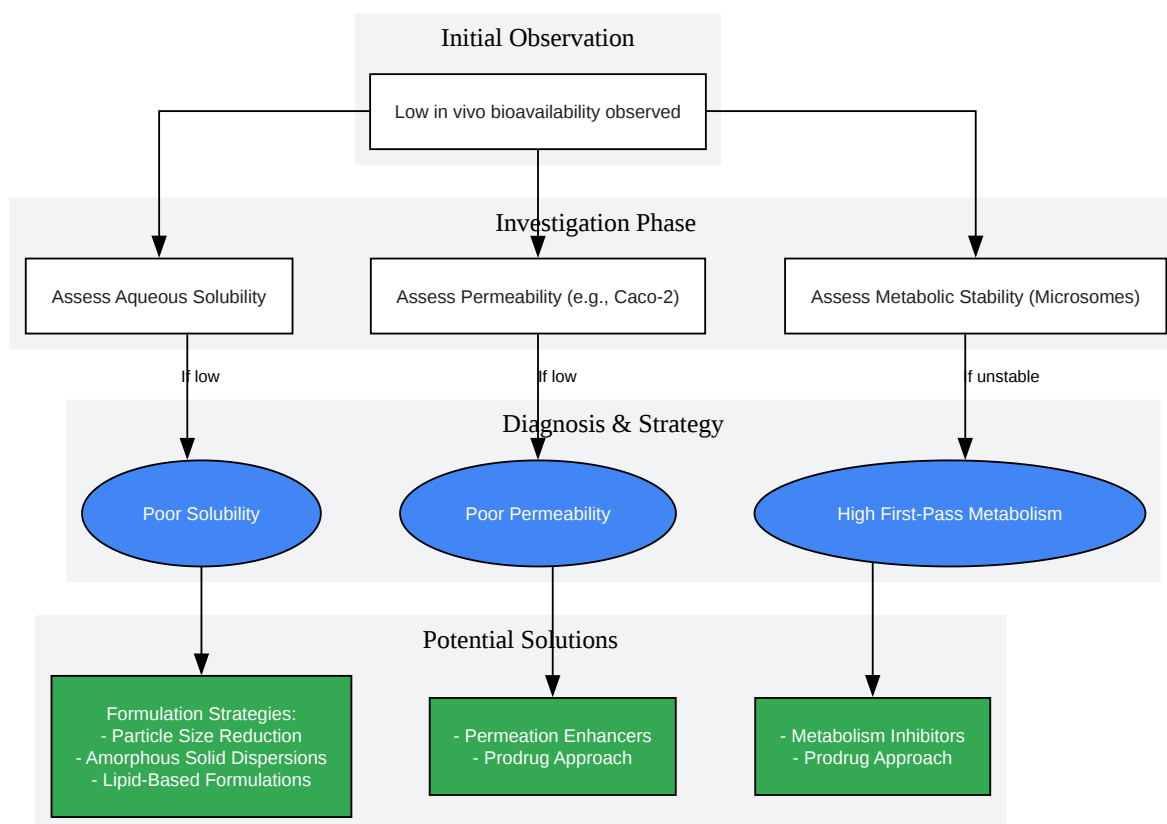 Initial Observation
Low in vivo bioavailability observed
Investigation Phase
Assess Aqueous Solubility
Assess Permeability (e.g., Caco-2)
Assess Metabolic Stability (Microsomes)
If low
If low
If unstable
Diagnosis & Strategy
Poor Solubility
Poor Permeability
High First-Pass Metabolism
Potential Solutions
Formulation Strategies:
- Particle Size Reduction
- Amorphous Solid Dispersions
- Lipid-Based Formulations
- Permeation Enhancers
- Prodrug Approach
- Metabolism Inhibitors
- Prodrug Approach